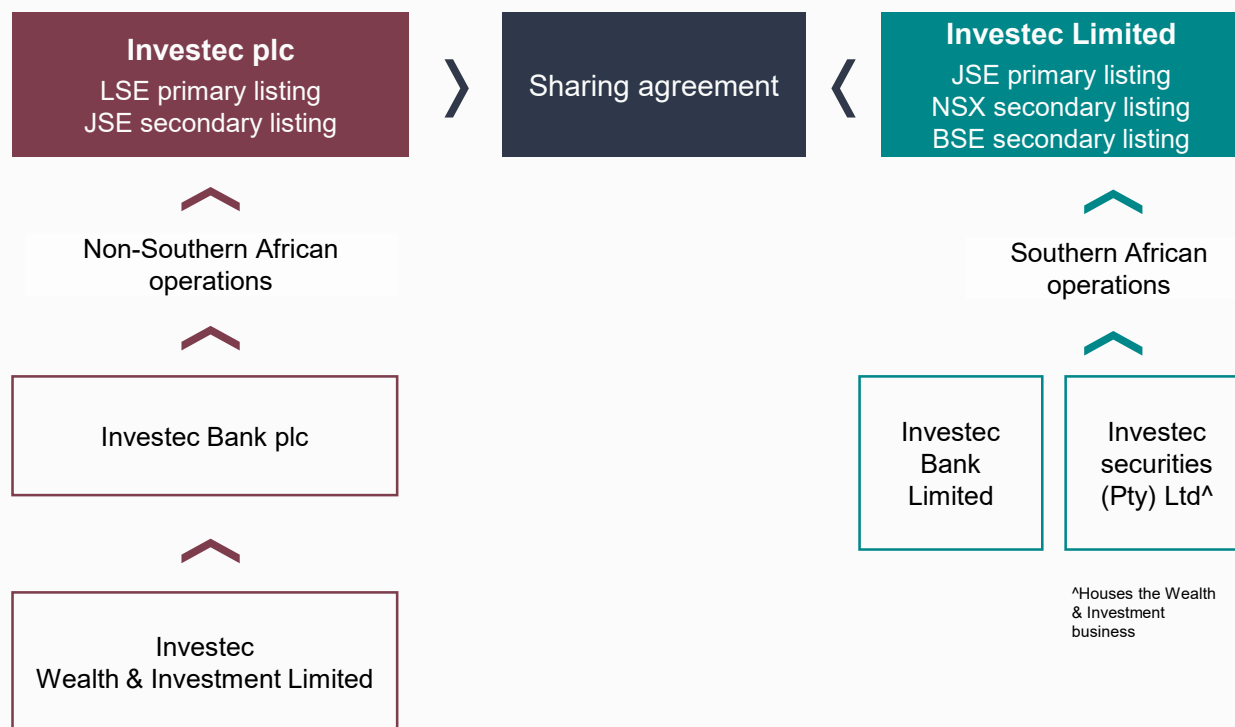 Investec plc
LSE primary listing
JSE secondary listing
Sharing agreement
Investec Limited
JSE primary listing
NSX secondary listing
BSE secondary listing
Non-Southern African
operations
Southern African
operations
Investec Bank plc
Investec
Bank
Limited
Investec
securities
(Pty) Ltd^
^Houses the Wealth
& Investment
business
Investec
Wealth & Investment Limited